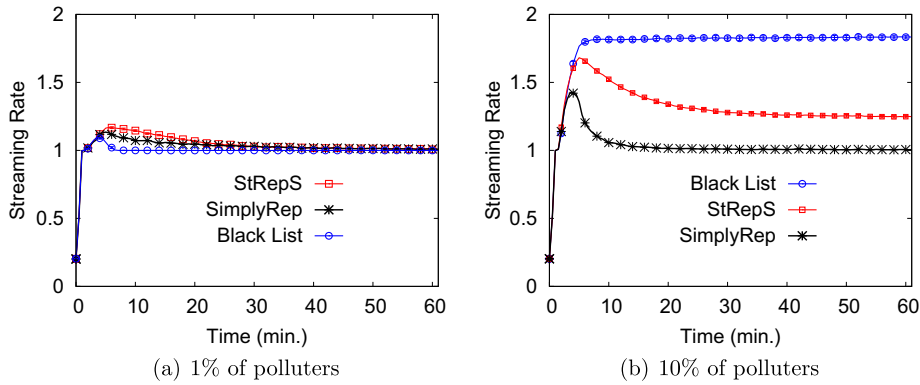 2
1.5
1
0.5
0
Streaming Rate
StRepS
SimplyRep
Black List
0 10 20 30 40 50 60
Time (min.)
(a) 1% of polluters
2
1.5
1
0.5
0
Streaming Rate
Black List
StRepS
SimplyRep
0 10 20 30 40 50 60
Time (min.)
(b) 10% of polluters